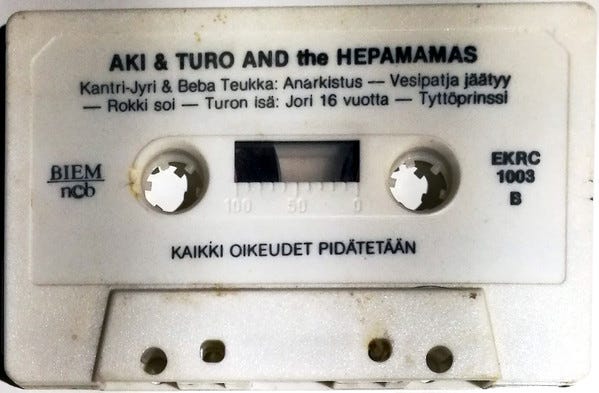 AKI & TURO AND the HEPAMAMAS
Kantri-Jyri & Beba Teukka: Anarkistus — Vesipatja jäätyy
— Rokki soi — Turon isä: Jori 16 vuotta — Tyttöprinssi
BIEM
ncb
EKRC
1003
B
100 50 0
KAIKKI OIKEUDET PIDÄTETÄÄN